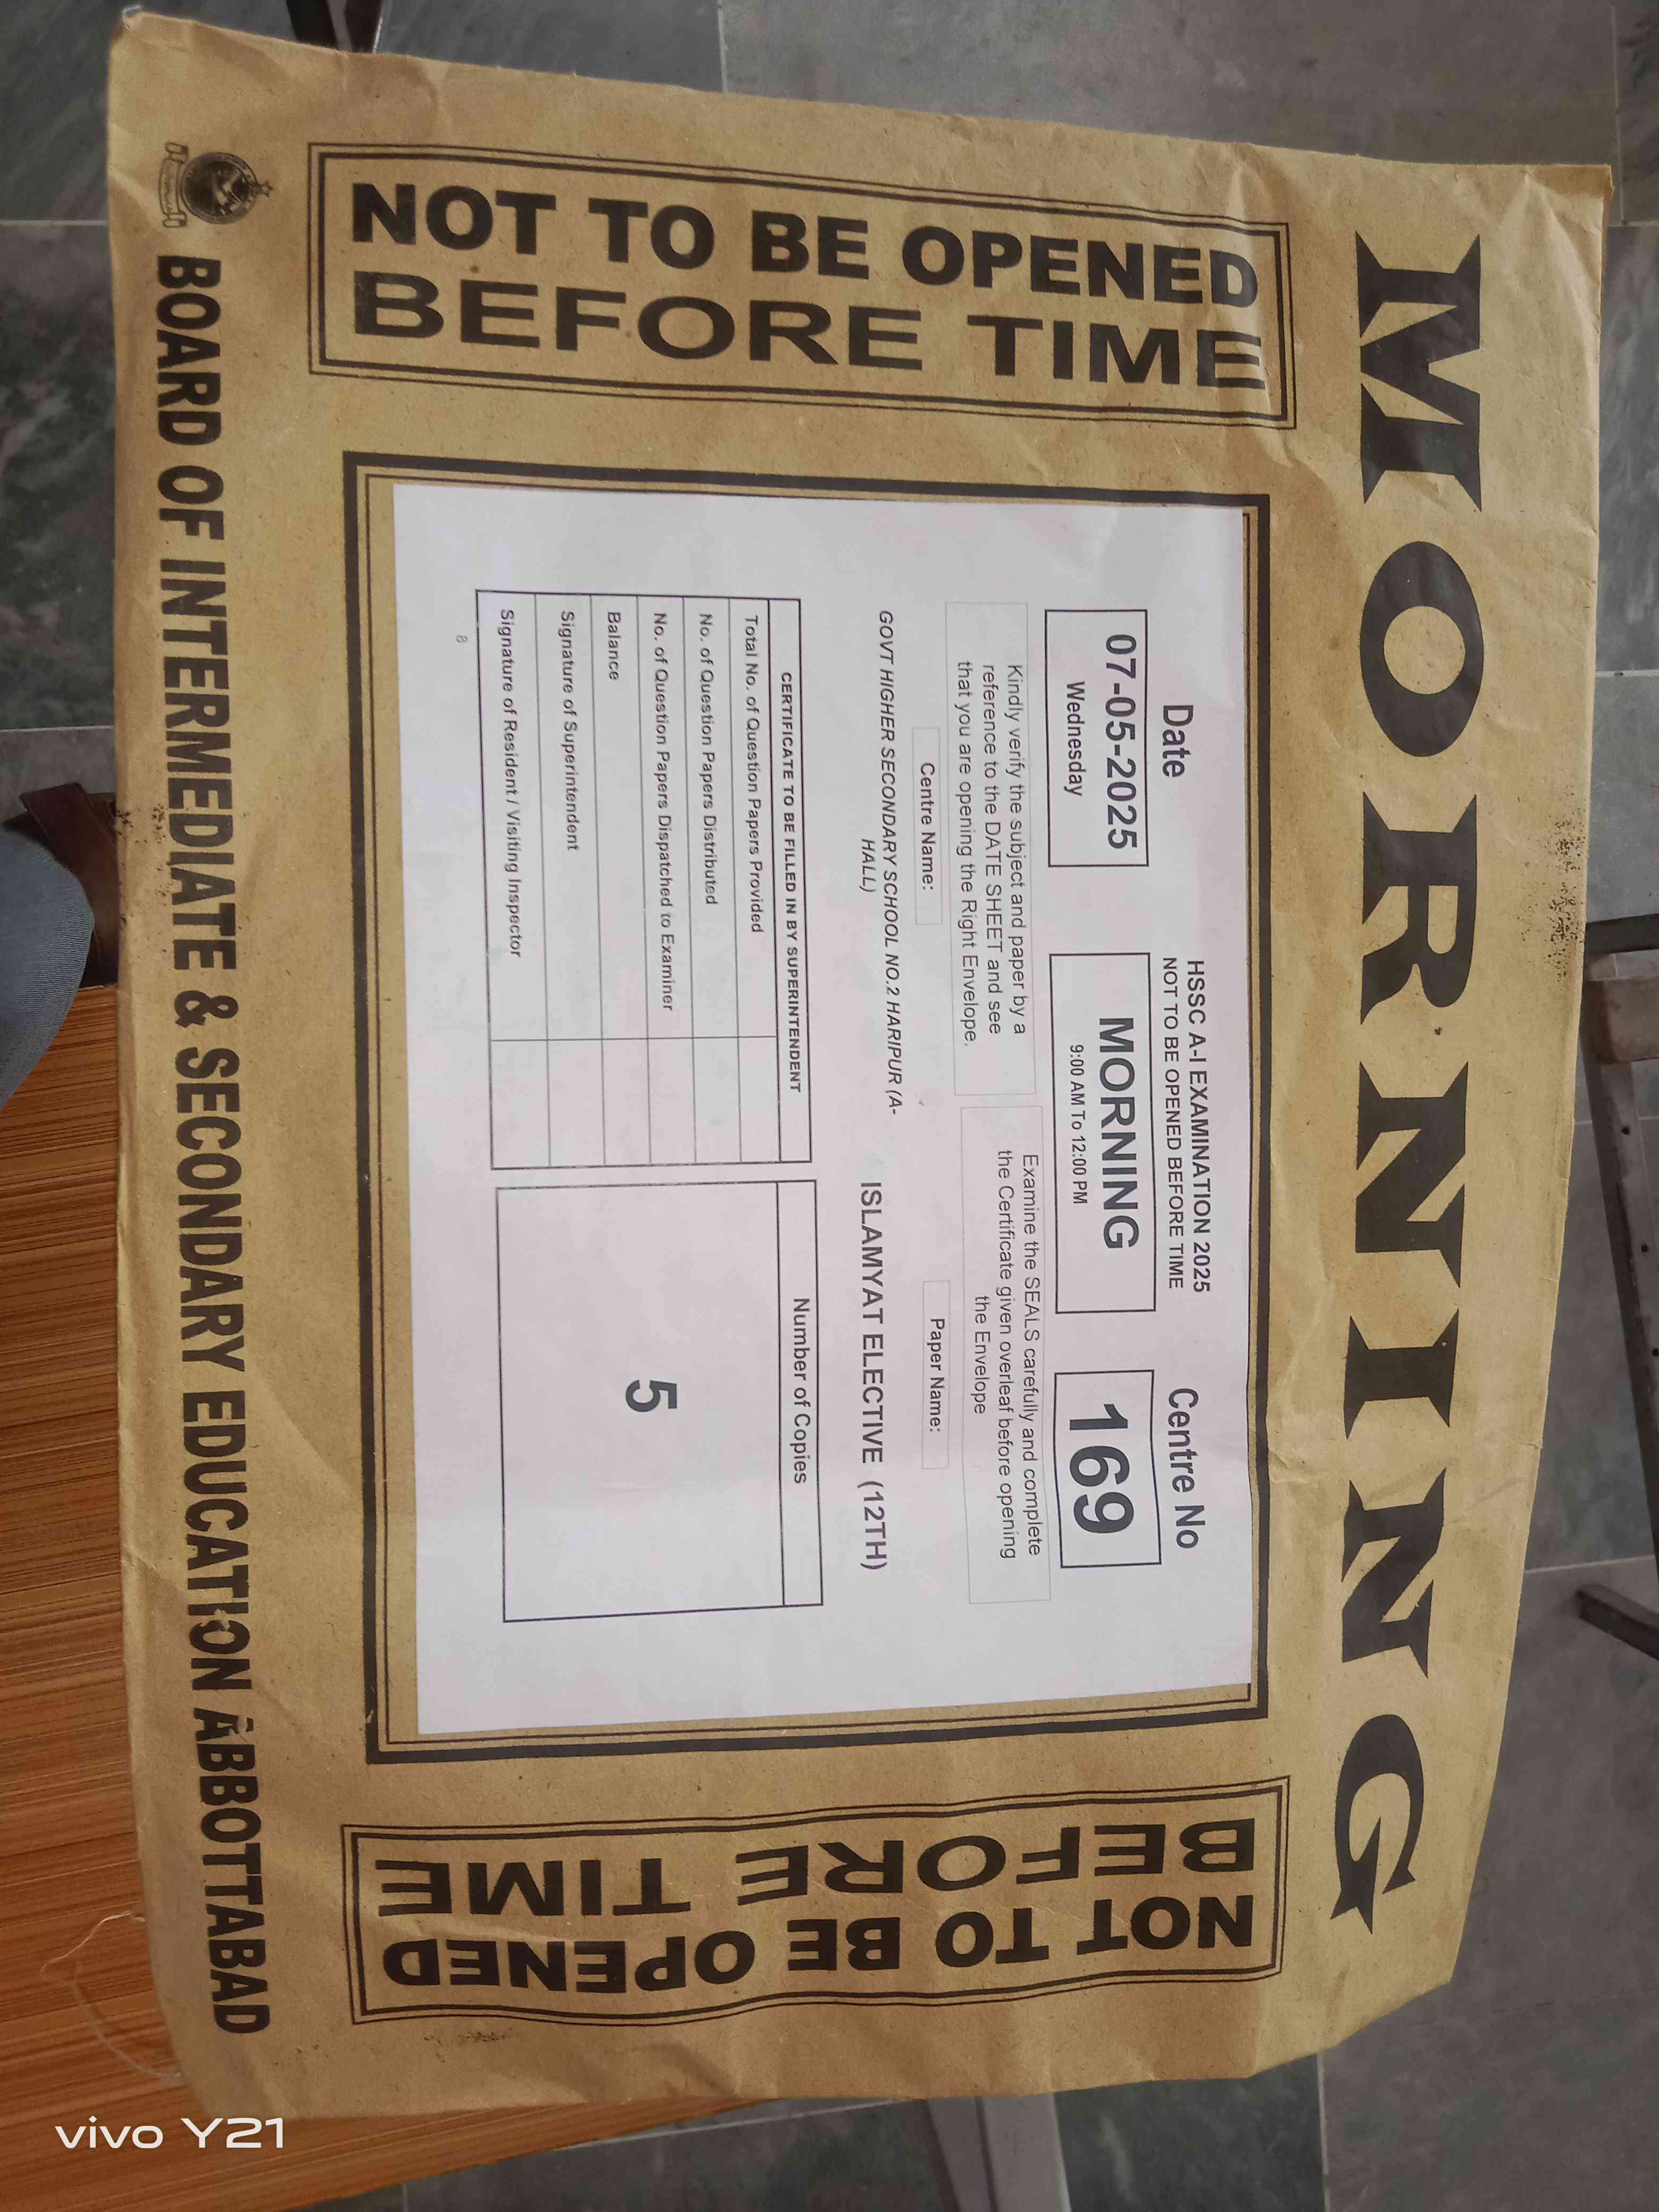 MORNING
NOT TO BE OPENED
BEFORE TIME
Date
07-05-2025
Wednesday
HSSC A-I EXAMINATION 2025
NOT TO BE OPENED BEFORE TIME
MORNING
9:00 AM To 12:00 PM
Centre No
169
Kindly verify the subject and paper by a
reference to the DATE SHEET and see
that you are opening the Right Envelope.
Examine the SEALS carefully and complete
the Certificate given overleaf before opening
the Envelope
Centre Name:
GOVT HIGHER SECONDARY SCHOOL NO.2 HARIPUR (A-
HALL)
Paper Name:
ISLAMYAT ELECTIVE (12TH)
CERTIFICATE TO BE FILLED IN BY SUPERINTENDENT
Total No. of Question Papers Provided
No. of Question Papers Distributed
No. of Question Papers Dispatched to Examiner
Balance
Signature of Superintendent
Signature of Resident / Visiting Inspector
Number of Copies
5
8
NOT TO BE OPENED
BEFORE TIME
BOARD OF INTERMEDIATE & SECONDARY EDUCATION ABBOTTABAD
vivo Y21